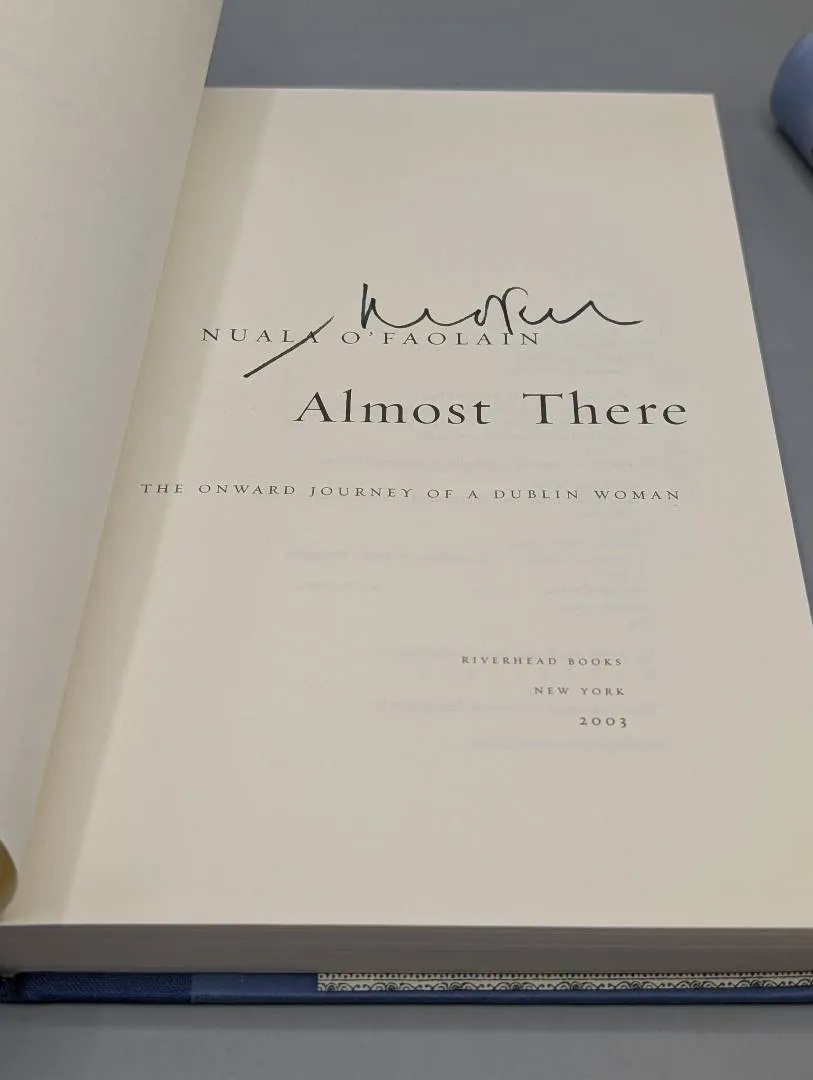 NUALA O'FAOLAIN
Almost There
THE ONWARD JOURNEY OF A DUBLIN WOMAN
RIVERHEAD BOOKS
NEW YORK
2003